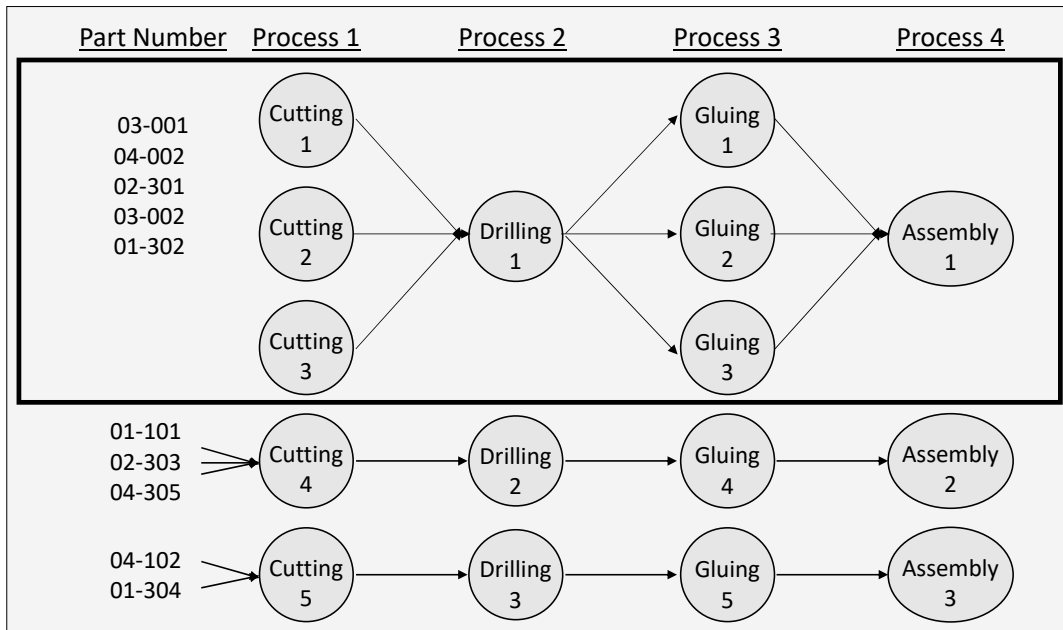 Part Number Process 1 Process 2 Process 3 Process 4
03-001
04-002
02-301
03-002
01-302
Cutting
1
Cutting
2
Cutting
3
Drilling
1
Gluing
1
Gluing
2
Gluing
3
Assembly
1
01-101
02-303
04-305
Cutting
4
Drilling
2
Gluing
4
Assembly
2
04-102
01-304
Cutting
5
Drilling
3
Gluing
5
Assembly
3